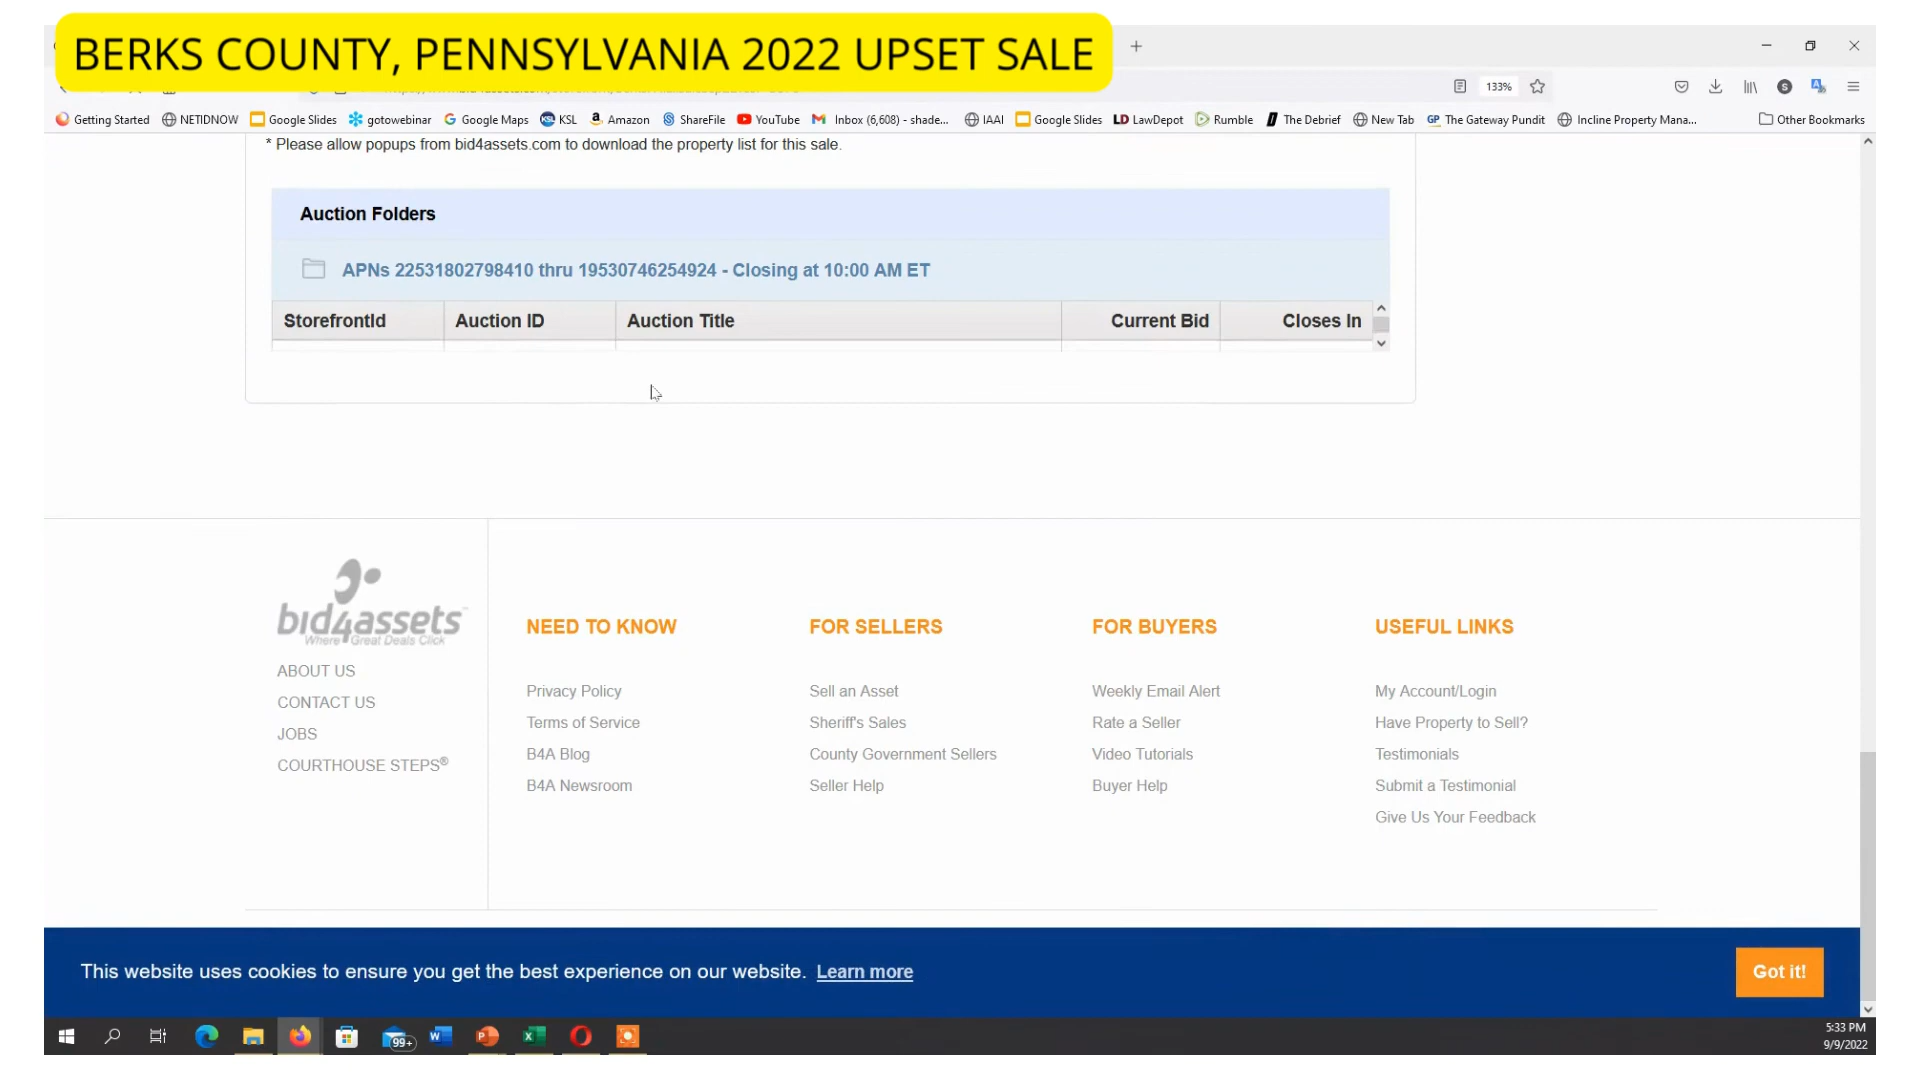 BERKS COUNTY, PENNSYLVANIA 2022 UPSET SALE
133%
Getting Started NETIDNOW Google Slides gotowebinar Google Maps KSL Amazon ShareFile YouTube Inbox (6,608) - shade... IAAI Google Slides LD LawDepot Rumble The Debrief New Tab GP The Gateway Pundit Incline Property Mana... Other Bookmarks
* Please allow popups from bid4assets.com to download the property list for this sale.
Auction Folders
APNs 22531802798410 thru 19530746254924 - Closing at 10:00 AM ET
StorefrontId Auction ID Auction Title Current Bid Closes In
bid4assets
Where Great Deals Click
ABOUT US
CONTACT US
JOBS
COURTHOUSE STEPS®
NEED TO KNOW
Privacy Policy
Terms of Service
B4A Blog
B4A Newsroom
FOR SELLERS
Sell an Asset
Sheriff's Sales
County Government Sellers
Seller Help
FOR BUYERS
Weekly Email Alert
Rate a Seller
Video Tutorials
Buyer Help
USEFUL LINKS
My Account/Login
Have Property to Sell?
Testimonials
Submit a Testimonial
Give Us Your Feedback
This website uses cookies to ensure you get the best experience on our website. Learn more
Got it!
99+
5:33 PM
9/9/2022